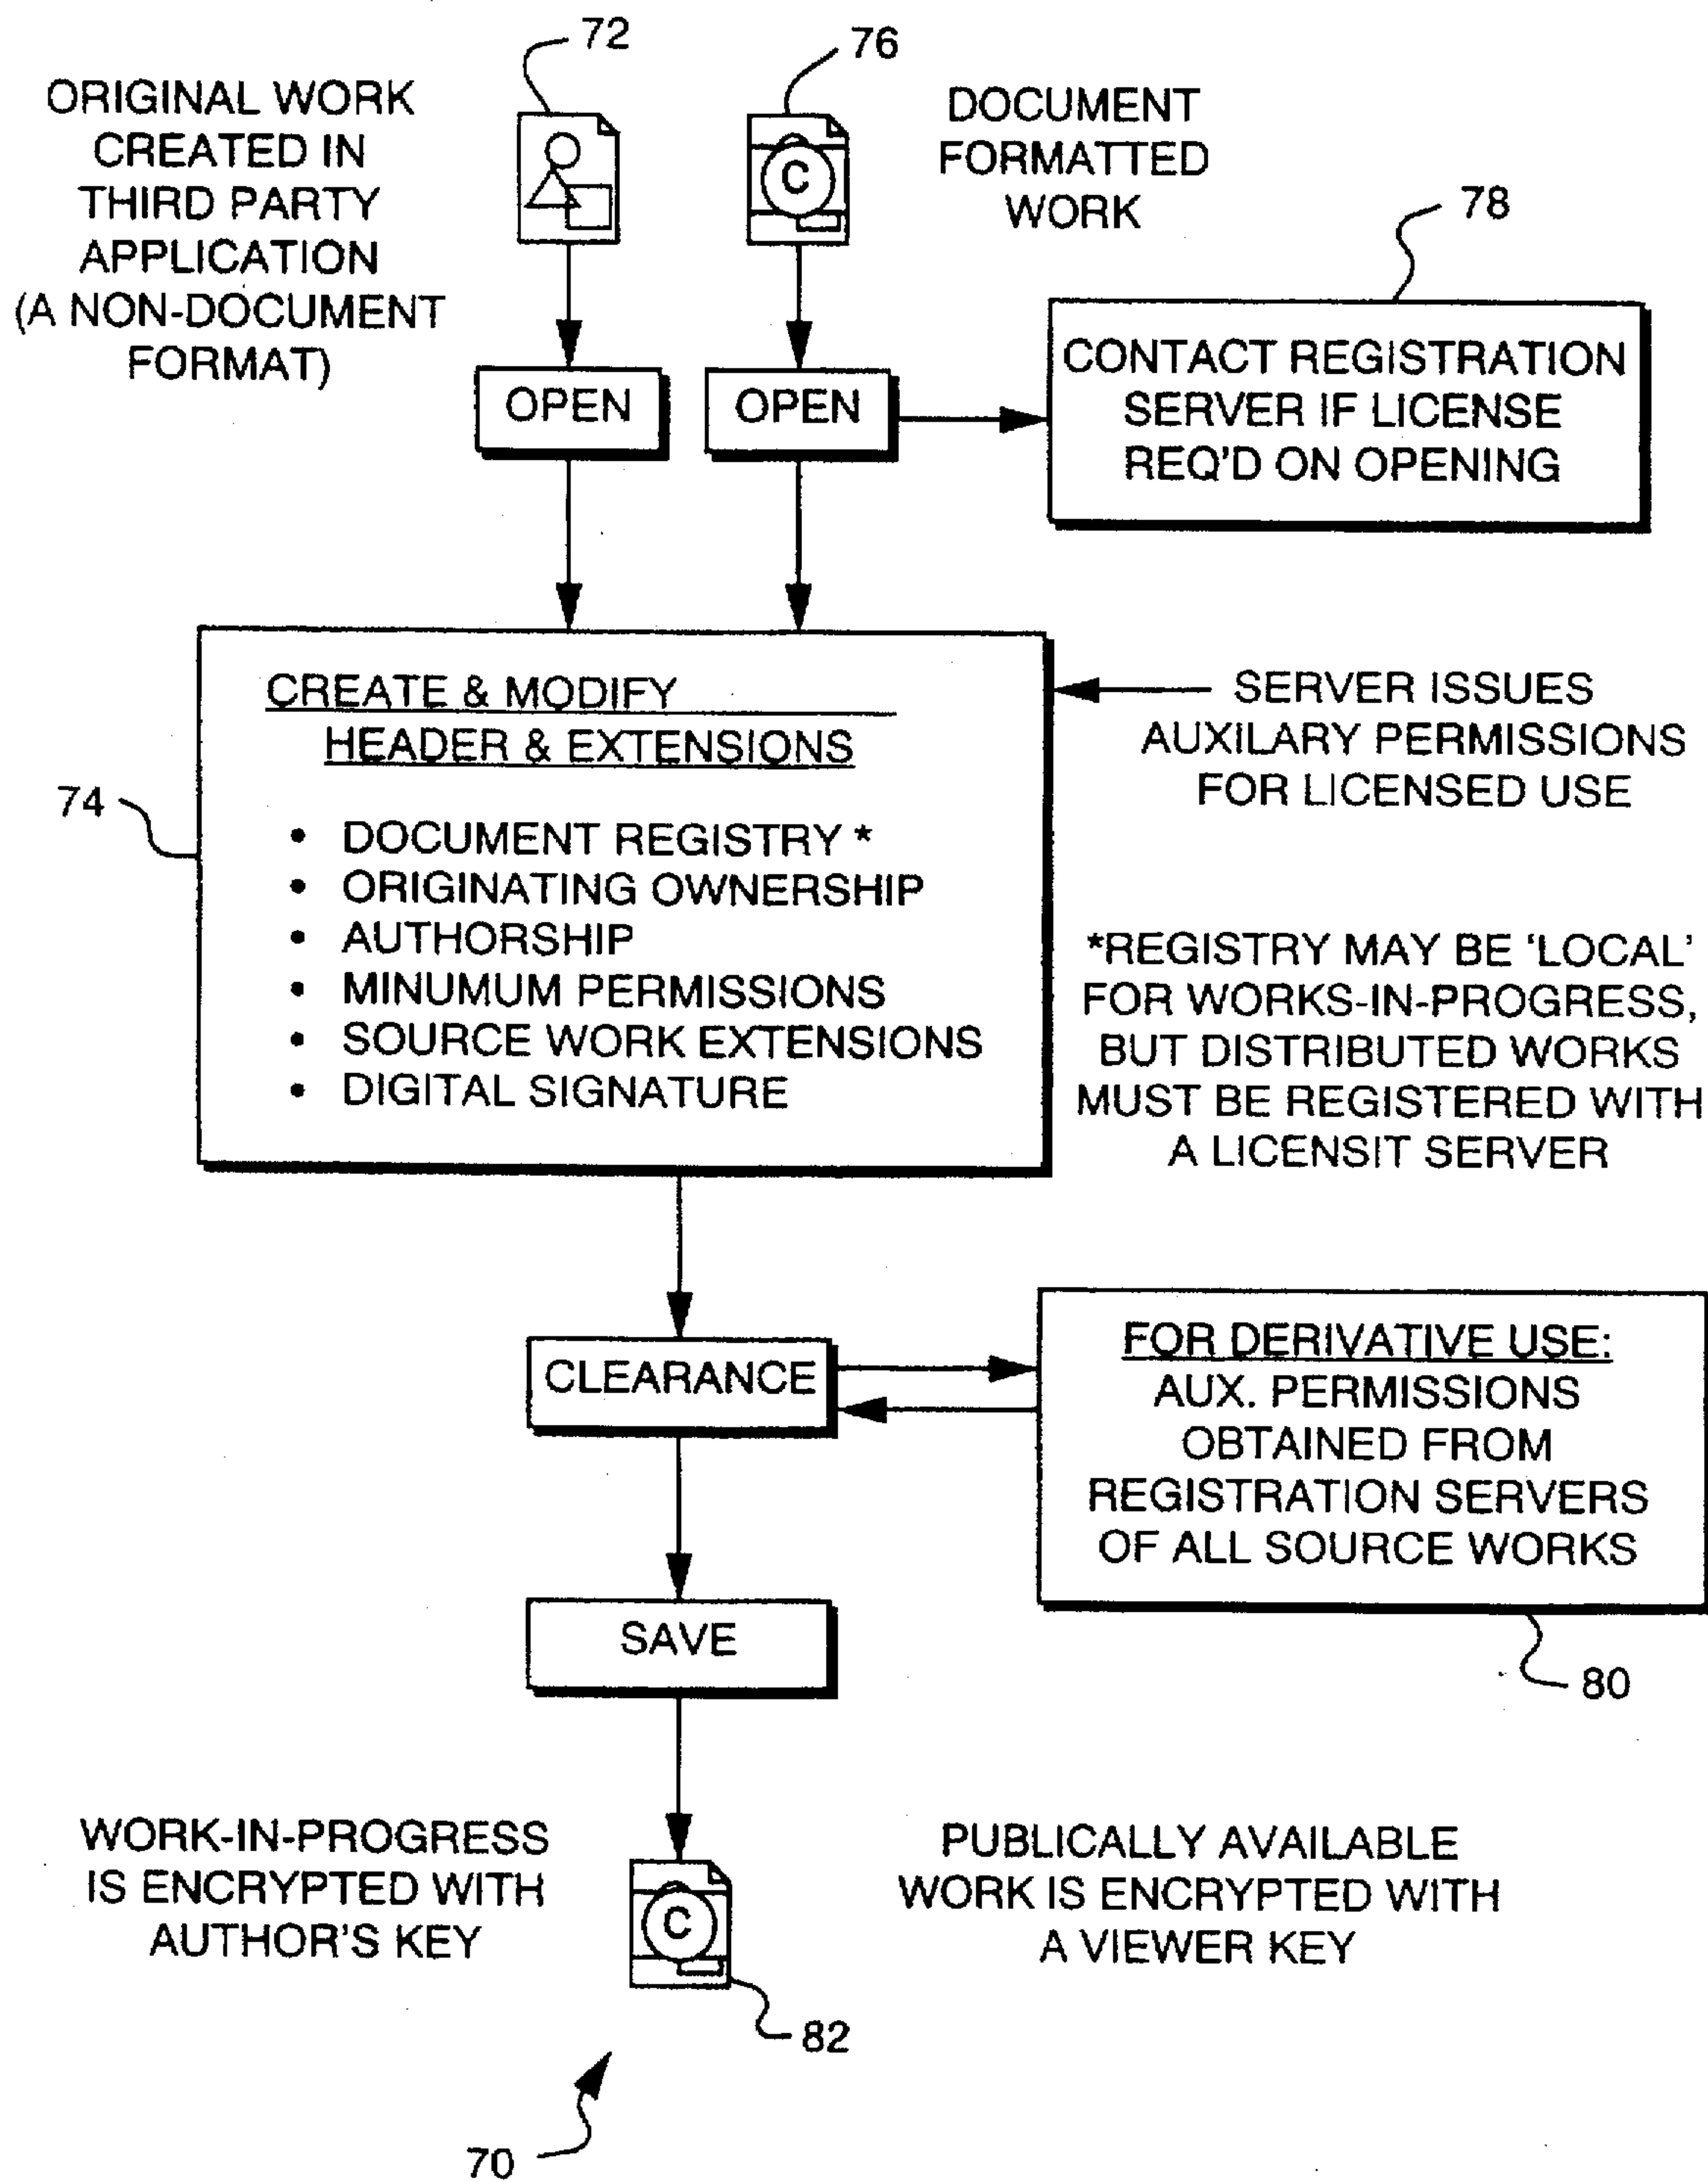 72
76
ORIGINAL WORK
CREATED IN
THIRD PARTY
APPLICATION
(A NON-DOCUMENT
FORMAT)
C
DOCUMENT
FORMATTED
WORK
78
OPEN
OPEN
CONTACT REGISTRATION
SERVER IF LICENSE
REQ'D ON OPENING
CREATE & MODIFY
HEADER & EXTENSIONS
74
• DOCUMENT REGISTRY *
• ORIGINATING OWNERSHIP
• AUTHORSHIP
• MINUMUM PERMISSIONS
• SOURCE WORK EXTENSIONS
• DIGITAL SIGNATURE
SERVER ISSUES
AUXILARY PERMISSIONS
FOR LICENSED USE
*REGISTRY MAY BE 'LOCAL'
FOR WORKS-IN-PROGRESS,
BUT DISTRIBUTED WORKS
MUST BE REGISTERED WITH
A LICENSIT SERVER
CLEARANCE
FOR DERIVATIVE USE:
AUX. PERMISSIONS
OBTAINED FROM
REGISTRATION SERVERS
OF ALL SOURCE WORKS
80
SAVE
WORK-IN-PROGRESS
IS ENCRYPTED WITH
AUTHOR'S KEY
C
PUBLICALLY AVAILABLE
WORK IS ENCRYPTED WITH
A VIEWER KEY
82
70